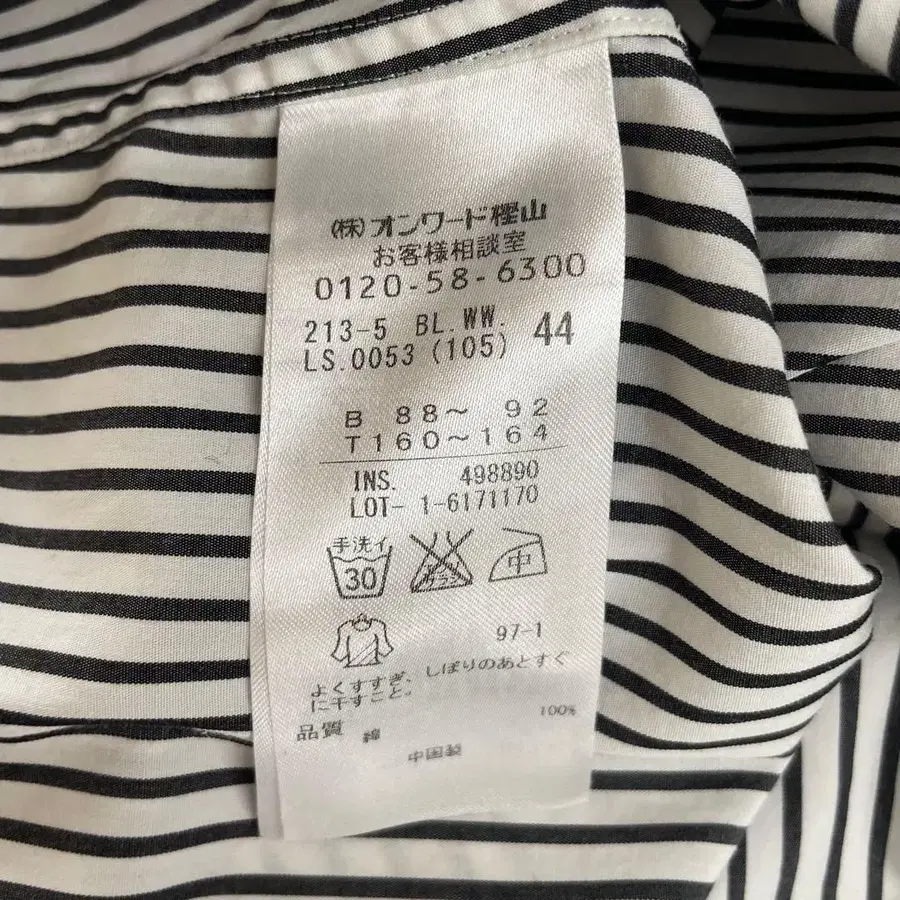 (株)オンワード樫山
お客様相談室
0120-58-6300
213-5 BL.WW. 44
LS.0053 (105)
B 88～ 92
T160～164
INS. 498890
LOT- 1-6171170
手洗イ
30
中
97-1
よくすすぎ、しぼりのあとすぐ
に干すこと。
品質 綿 100%
中国製